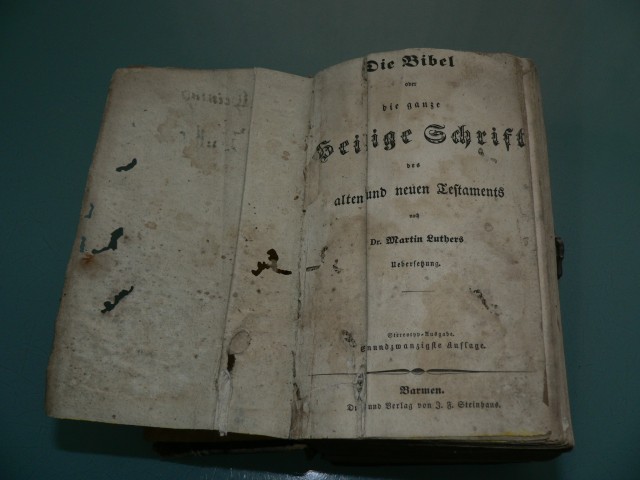 Die Bibel
oder
die ganze
Heilige Schrift
des
alten und neuen Testaments
nach
Dr. Martin Luthers
Uebersetzung.
Stereotyp-Ausgabe.
Auflage.
Barmen.
und Verlag von J. F. Steinhaus.